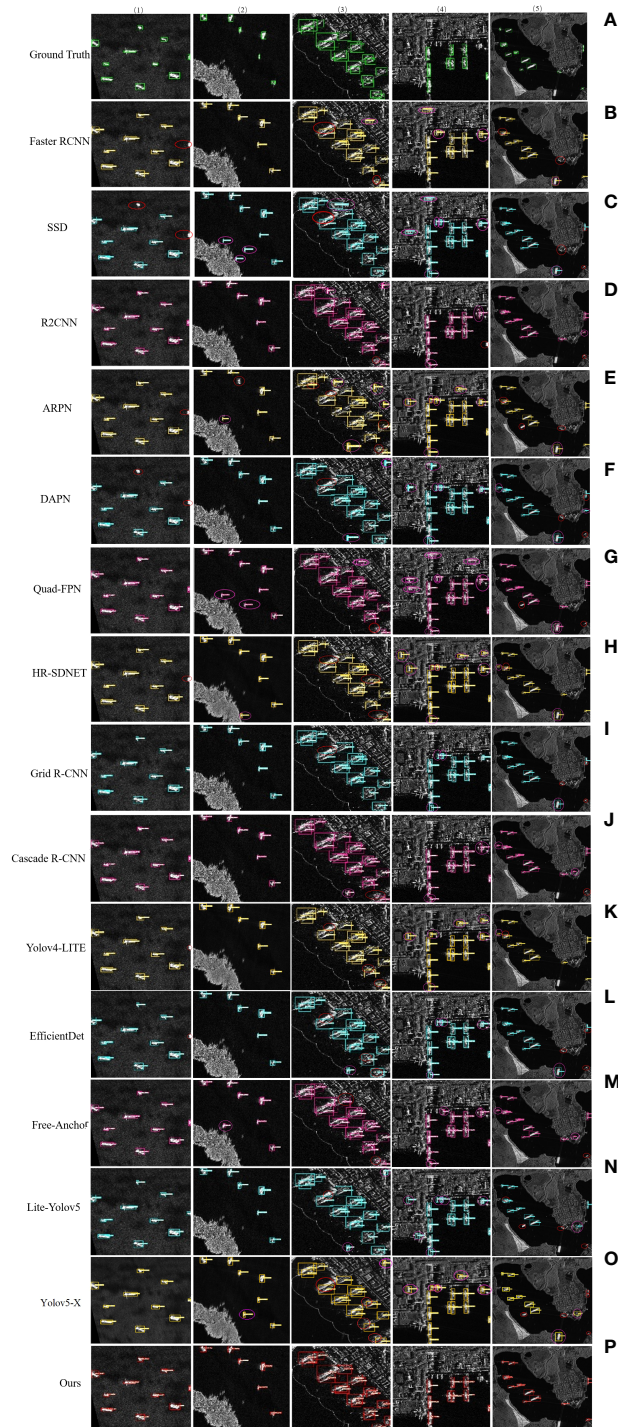 (1) (2) (3) (4) (5)
A
Ground Truth
B
Faster RCNN
C
SSD
D
R2CNN
E
ARPN
F
DAPN
G
Quad-FPN
H
HR-SDNET
I
Grid R-CNN
J
Cascade R-CNN
K
Yolov4-LITE
L
EfficientDet
M
Free-Anchor
N
Lite-Yolov5
O
Yolov5-X
P
Ours